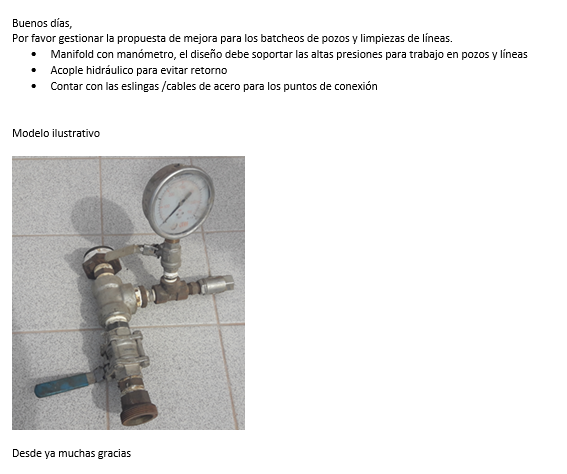 Buenos días,
Por favor gestionar la propuesta de mejora para los batcheos de pozos y limpiezas de líneas.
• Manifold con manómetro, el diseño debe soportar las altas presiones para trabajo en pozos y líneas
• Acople hidráulico para evitar retorno
• Contar con las eslingas /cables de acero para los puntos de conexión
Modelo ilustrativo
Desde ya muchas gracias